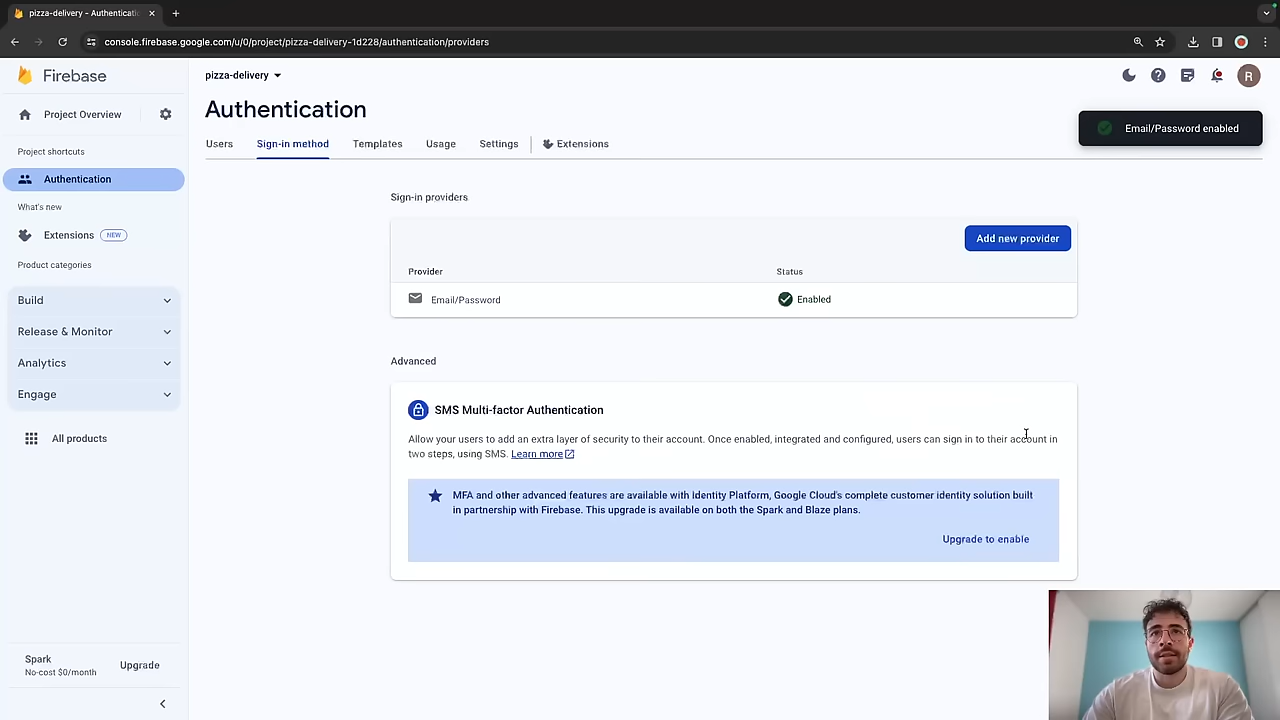 pizza-delivery - Authenticatio
console.firebase.google.com/u/0/project/pizza-delivery-1d228/authentication/providers
Firebase
pizza-delivery
Project Overview
Authentication
R
Email/Password enabled
Users
Sign-in method
Templates
Usage
Settings
Extensions
Project shortcuts
Authentication
What's new
Extensions NEW
Product categories
Build
Release & Monitor
Analytics
Engage
All products
Spark
No-cost $0/month
Upgrade
Sign-in providers
Add new provider
Provider
Status
Email/Password
Enabled
Advanced
SMS Multi-factor Authentication
Allow your users to add an extra layer of security to their account. Once enabled, integrated and configured, users can sign in to their account in
two steps, using SMS. Learn more
MFA and other advanced features are available with Identity Platform, Google Cloud's complete customer identity solution built
in partnership with Firebase. This upgrade is available on both the Spark and Blaze plans.
Upgrade to enable